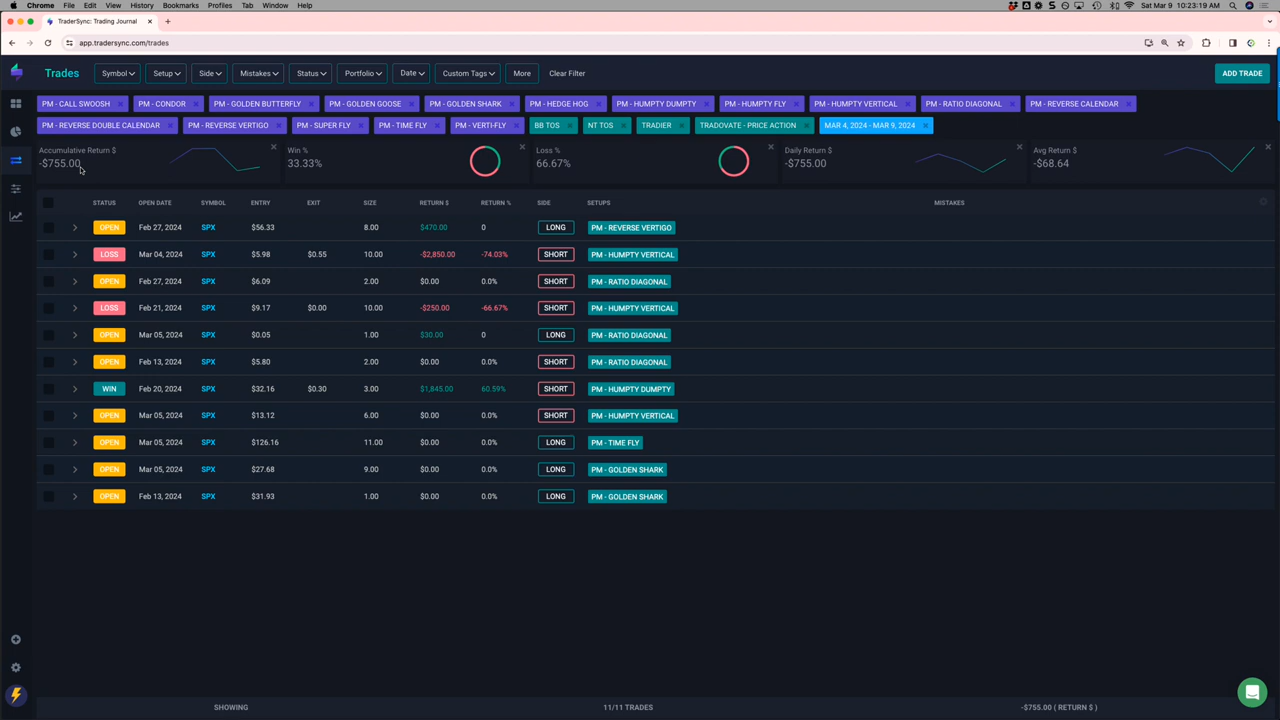 Chrome File Edit View History Bookmarks Profiles Tab Window Help Sat Mar 9 10:23:19 AM
TraderSync: Trading Journal
app.tradersync.com/trades
Trades Symbol Setup Side Mistakes Status Portfolio Date Custom Tags More Clear Filter ADD TRADE
PM - CALL SWOOSH PM - CONDOR PM - GOLDEN BUTTERFLY PM - GOLDEN GOOSE PM - GOLDEN SHARK PM - HEDGE HOG PM - HUMPTY DUMPTY PM - HUMPTY FLY PM - HUMPTY VERTICAL PM - RATIO DIAGONAL PM - REVERSE CALENDAR
PM - REVERSE DOUBLE CALENDAR PM - REVERSE VERTIGO PM - SUPER FLY PM - TIME FLY PM - VERTI-FLY BB TOS NT TOS TRADIER TRADOVATE - PRICE ACTION MAR 4, 2024 - MAR 9, 2024
Accumulative Return $ Win % Loss % Daily Return $ Avg Return $
-$755.00 33.33% 66.67% -$755.00 -$68.64
STATUS OPEN DATE SYMBOL ENTRY EXIT SIZE RETURN $ RETURN % SIDE SETUPS MISTAKES
OPEN Feb 27, 2024 SPX $56.33 8.00 $470.00 0 LONG PM - REVERSE VERTIGO
LOSS Mar 04, 2024 SPX $5.98 $0.55 10.00 -$2,850.00 -74.03% SHORT PM - HUMPTY VERTICAL
OPEN Feb 27, 2024 SPX $6.09 2.00 $0.00 0.0% SHORT PM - RATIO DIAGONAL
LOSS Feb 21, 2024 SPX $9.17 $0.00 10.00 -$250.00 -66.67% SHORT PM - HUMPTY VERTICAL
OPEN Mar 05, 2024 SPX $0.05 1.00 $30.00 0 LONG PM - RATIO DIAGONAL
OPEN Feb 13, 2024 SPX $5.80 2.00 $0.00 0.0% SHORT PM - RATIO DIAGONAL
WIN Feb 20, 2024 SPX $32.16 $0.30 3.00 $1,845.00 60.59% SHORT PM - HUMPTY DUMPTY
OPEN Mar 05, 2024 SPX $13.12 6.00 $0.00 0.0% SHORT PM - HUMPTY VERTICAL
OPEN Mar 05, 2024 SPX $126.16 11.00 $0.00 0.0% LONG PM - TIME FLY
OPEN Mar 05, 2024 SPX $27.68 9.00 $0.00 0.0% LONG PM - GOLDEN SHARK
OPEN Feb 13, 2024 SPX $31.93 1.00 $0.00 0.0% LONG PM - GOLDEN SHARK
SHOWING 11/11 TRADES -$755.00 ( RETURN $ )